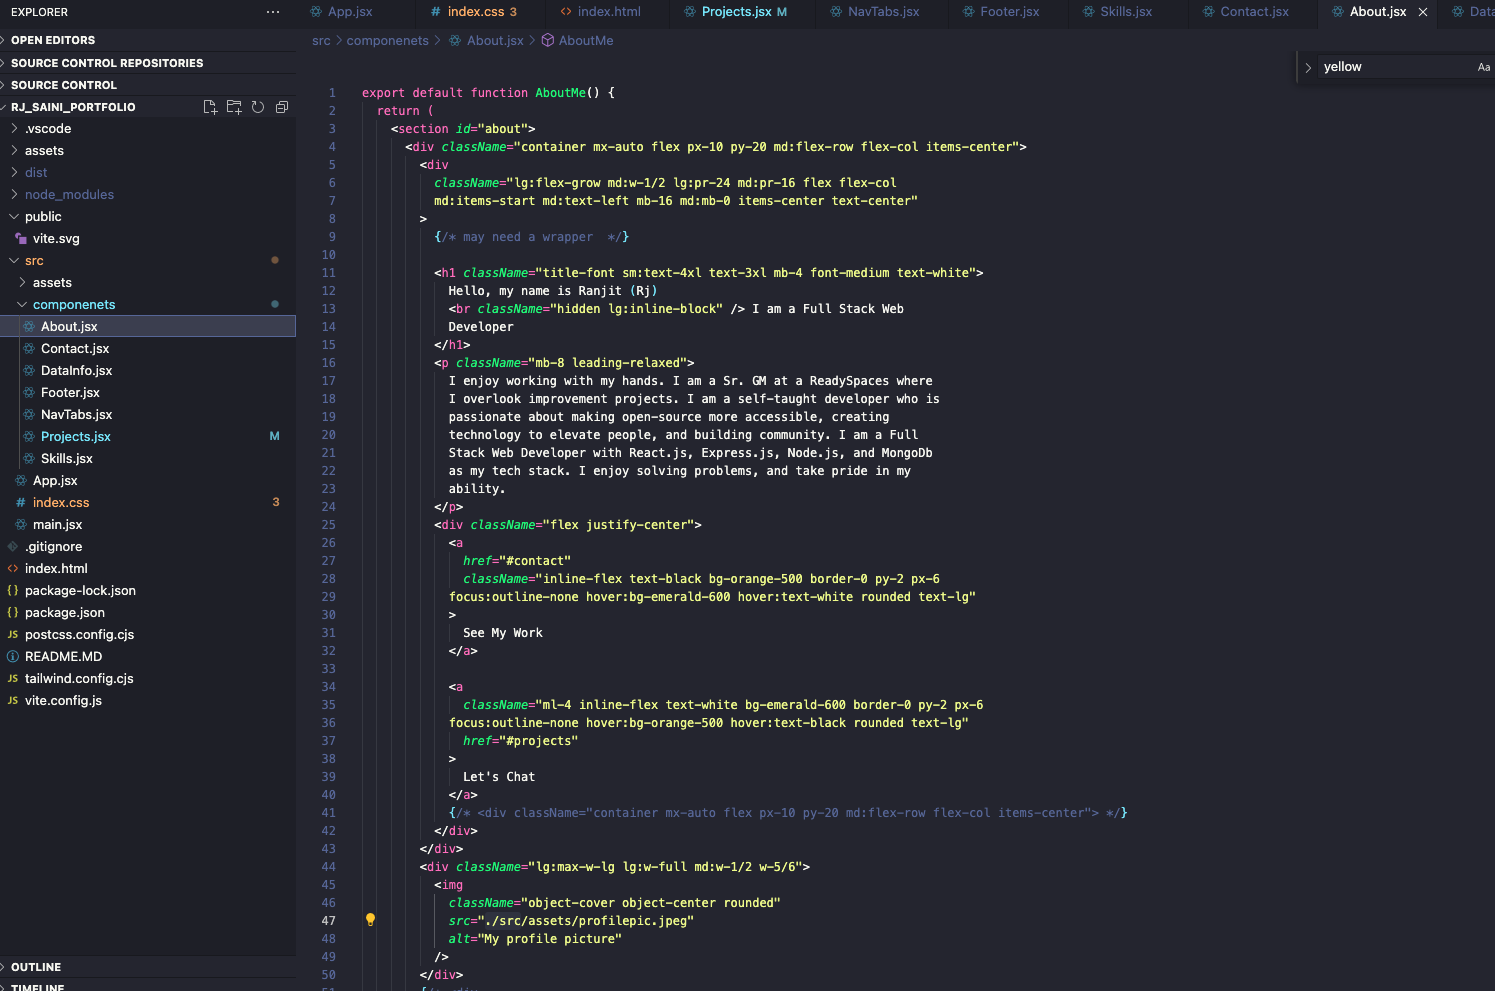 EXPLORER
···
App.jsx
# index.css 3
<> index.html
Projects.jsx M
NavTabs.jsx
Footer.jsx
Skills.jsx
Contact.jsx
About.jsx
Data
OPEN EDITORS
SOURCE CONTROL REPOSITORIES
SOURCE CONTROL
RJ_SAINI_PORTFOLIO
.vscode
assets
dist
node_modules
public
vite.svg
src
assets
componenets
About.jsx
Contact.jsx
DataInfo.jsx
Footer.jsx
NavTabs.jsx
Projects.jsx M
Skills.jsx
App.jsx
# index.css 3
main.jsx
.gitignore
<> index.html
{} package-lock.json
{} package.json
JS postcss.config.cjs
README.MD
JS tailwind.config.cjs
JS vite.config.js
OUTLINE
TIMELINE
src > componenets > About.jsx > AboutMe
yellow
Aa
1 export default function AboutMe() {
2 return (
3 <section id="about">
4 <div className="container mx-auto flex px-10 py-20 md:flex-row flex-col items-center">
5 <div
6 className="lg:flex-grow md:w-1/2 lg:pr-24 md:pr-16 flex flex-col
7 md:items-start md:text-left mb-16 md:mb-0 items-center text-center"
8 >
9 {/* may need a wrapper  */}
10
11 <h1 className="title-font sm:text-4xl text-3xl mb-4 font-medium text-white">
12 Hello, my name is Ranjit (Rj)
13 <br className="hidden lg:inline-block" /> I am a Full Stack Web
14 Developer
15 </h1>
16 <p className="mb-8 leading-relaxed">
17 I enjoy working with my hands. I am a Sr. GM at a ReadySpaces where
18 I overlook improvement projects. I am a self-taught developer who is
19 passionate about making open-source more accessible, creating
20 technology to elevate people, and building community. I am a Full
21 Stack Web Developer with React.js, Express.js, Node.js, and MongoDb
22 as my tech stack. I enjoy solving problems, and take pride in my
23 ability.
24 </p>
25 <div className="flex justify-center">
26 <a
27 href="#contact"
28 className="inline-flex text-black bg-orange-500 border-0 py-2 px-6
29 focus:outline-none hover:bg-emerald-600 hover:text-white rounded text-lg"
30 >
31 See My Work
32 </a>
33
34 <a
35 className="ml-4 inline-flex text-white bg-emerald-600 border-0 py-2 px-6
36 focus:outline-none hover:bg-orange-500 hover:text-black rounded text-lg"
37 href="#projects"
38 >
39 Let's Chat
40 </a>
41 {/* <div className="container mx-auto flex px-10 py-20 md:flex-row flex-col items-center"> */}
42 </div>
43 </div>
44 <div className="lg:max-w-lg lg:w-full md:w-1/2 w-5/6">
45 <img
46 className="object-cover object-center rounded"
47 src="./src/assets/profilepic.jpeg"
48 alt="My profile picture"
49 />
50 </div>